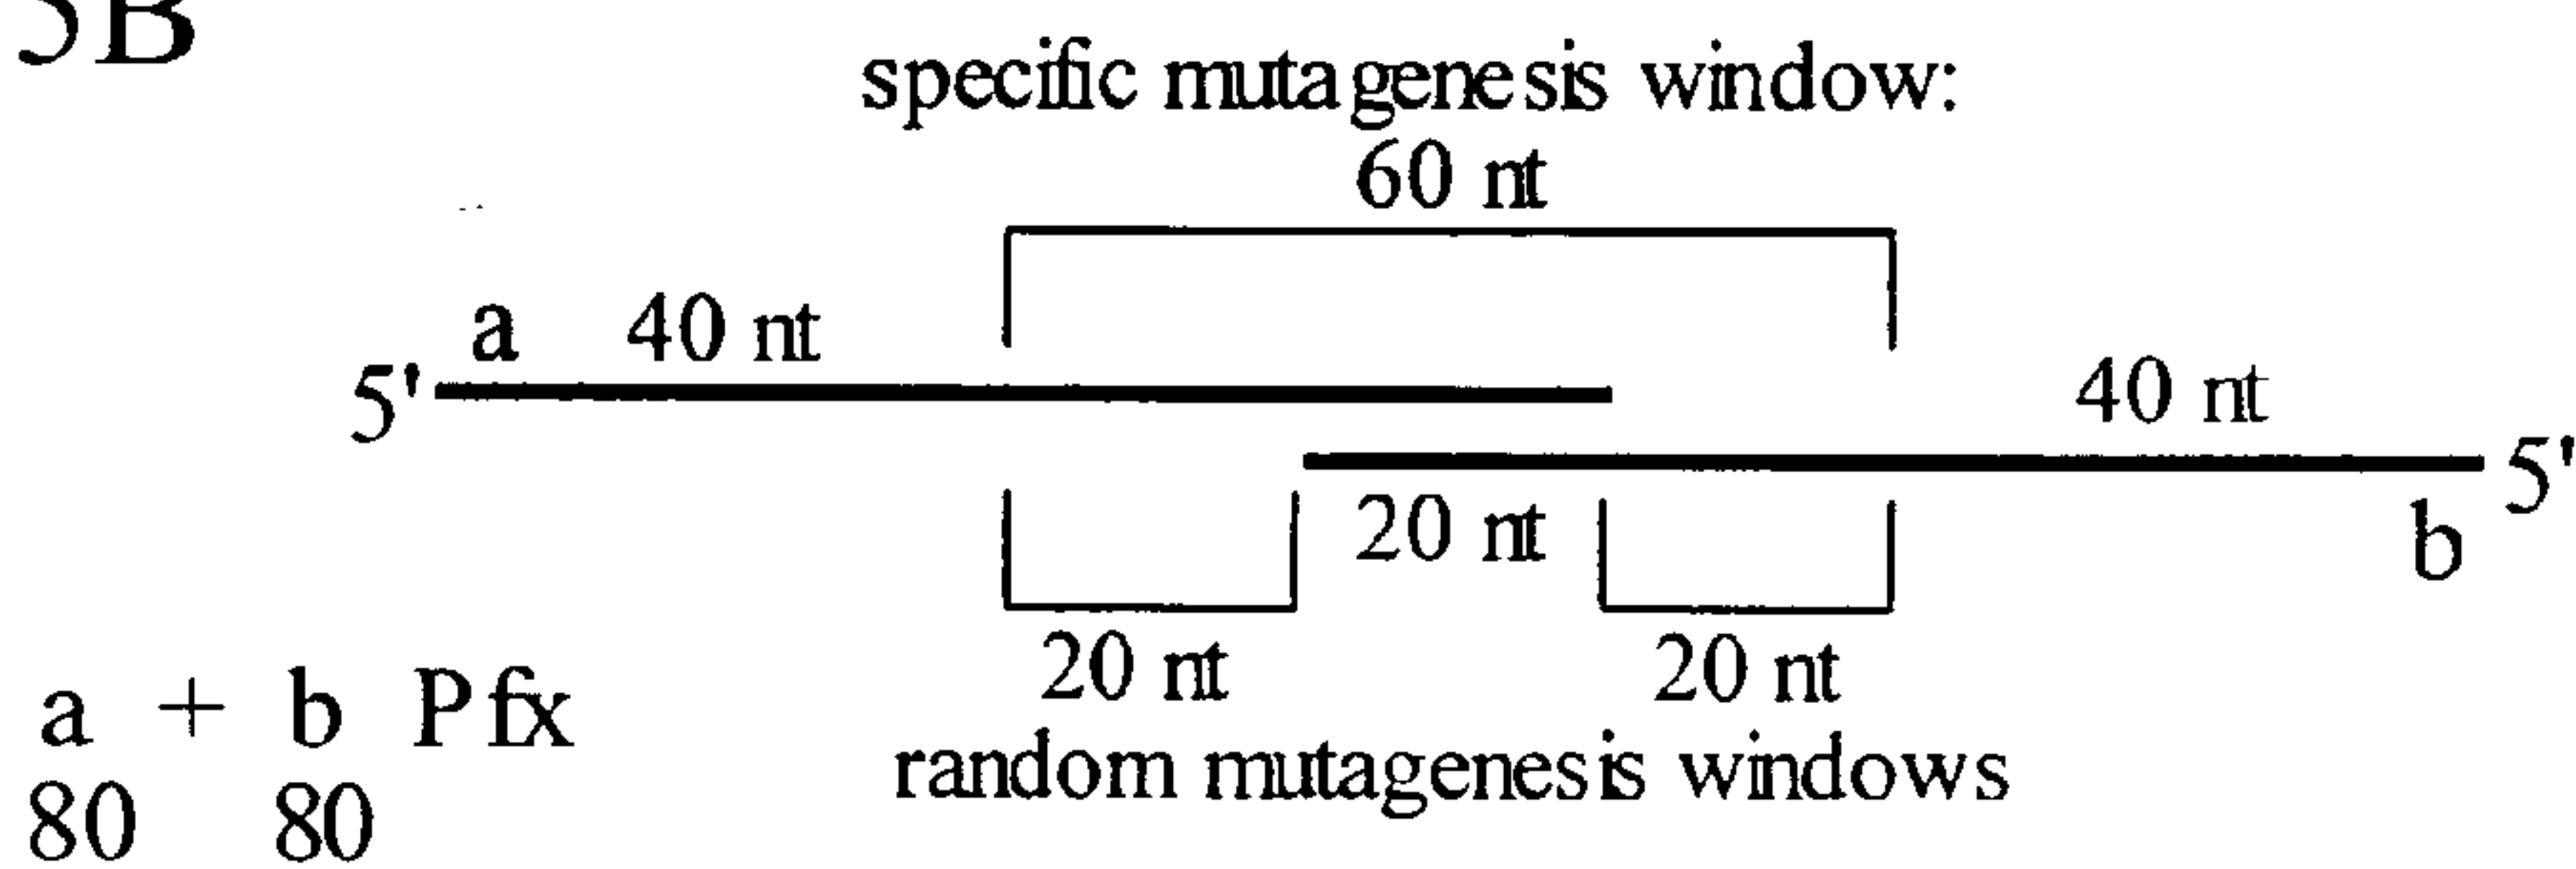 5B
specific mutagenesis window:
60 nt
a 40 nt
5'
40 nt
5'
20 nt
b
20 nt 20 nt
random mutagenesis windows
a + b Pfx
80 80